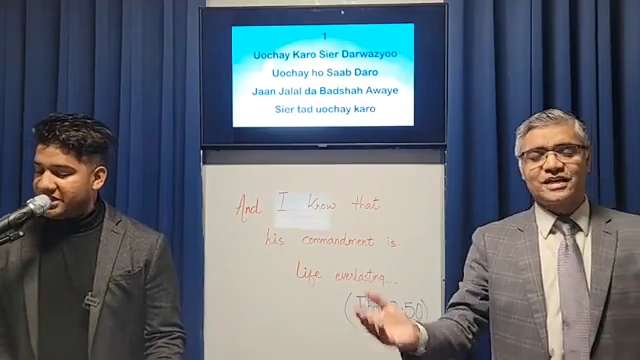 1
Uochay Karo Sier Darwazyoo
Uochay ho Saab Daro
Jaan Jalal da Badshah Awaye
Sier tad uochay karo
And I know that
his commandment is
life everlasting...
:50)